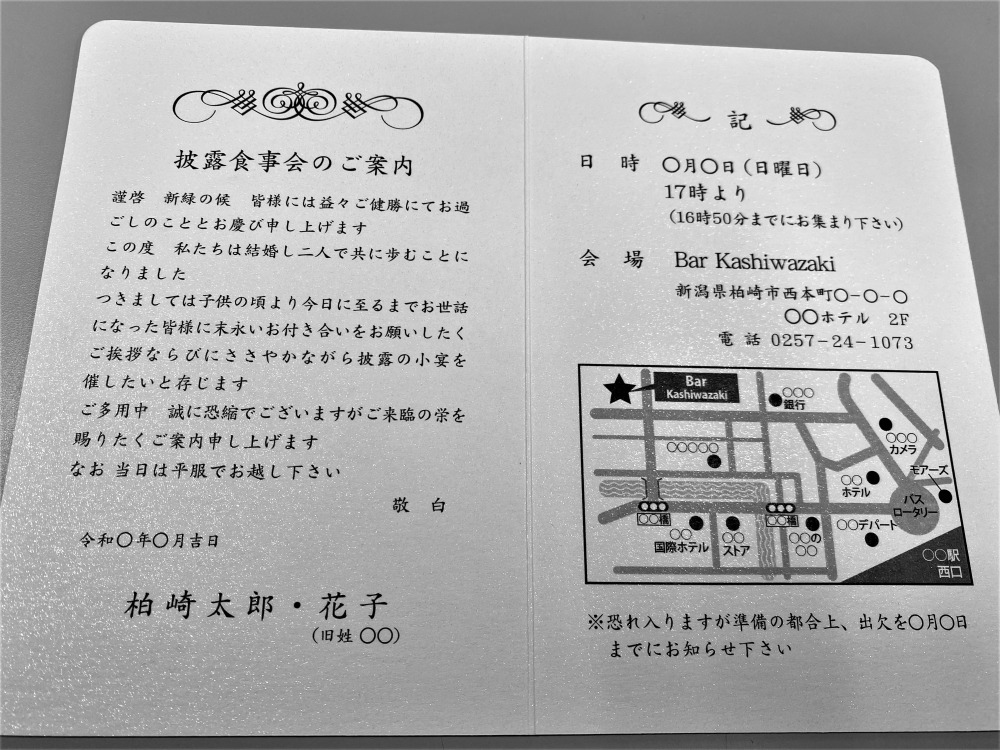 披露食事会のご案内
謹啓　新緑の候　皆様には益々ご健勝にてお過
ごしのこととお慶び申し上げます
この度　私たちは結婚し二人で共に歩むことに
なりました
つきましては子供の頃より今日に至るまでお世話
になった皆様に末永いお付き合いをお願いしたく
ご挨拶ならびにささやかながら披露の小宴を
催したいと存じます
ご多用中　誠に恐縮でございますがご来臨の栄を
賜りたくご案内申し上げます
なお 当日は平服でお越し下さい
敬　白
令和〇年〇月吉日
柏崎太郎・花子
（旧姓 〇〇）
記
日　時　〇月〇日（日曜日）
17時より
（16時50分までにお集まり下さい）
会　場　Bar Kashiwazaki
新潟県柏崎市西本町〇−〇−〇
〇〇ホテル　2F
電 話 0257−24−1073
Bar
Kashiwazaki
〇〇〇
銀行
〇〇〇
カメラ
〇〇〇〇〇
モアーズ
〇〇
ホテル
バス
ロータリー
〇〇橋
〇〇橋
〇〇
国際ホテル
〇〇
ストア
〇〇の
〇〇
〇〇デパート
〇〇駅
西口
※恐れ入りますが準備の都合上、出欠を〇月〇日
までにお知らせ下さい